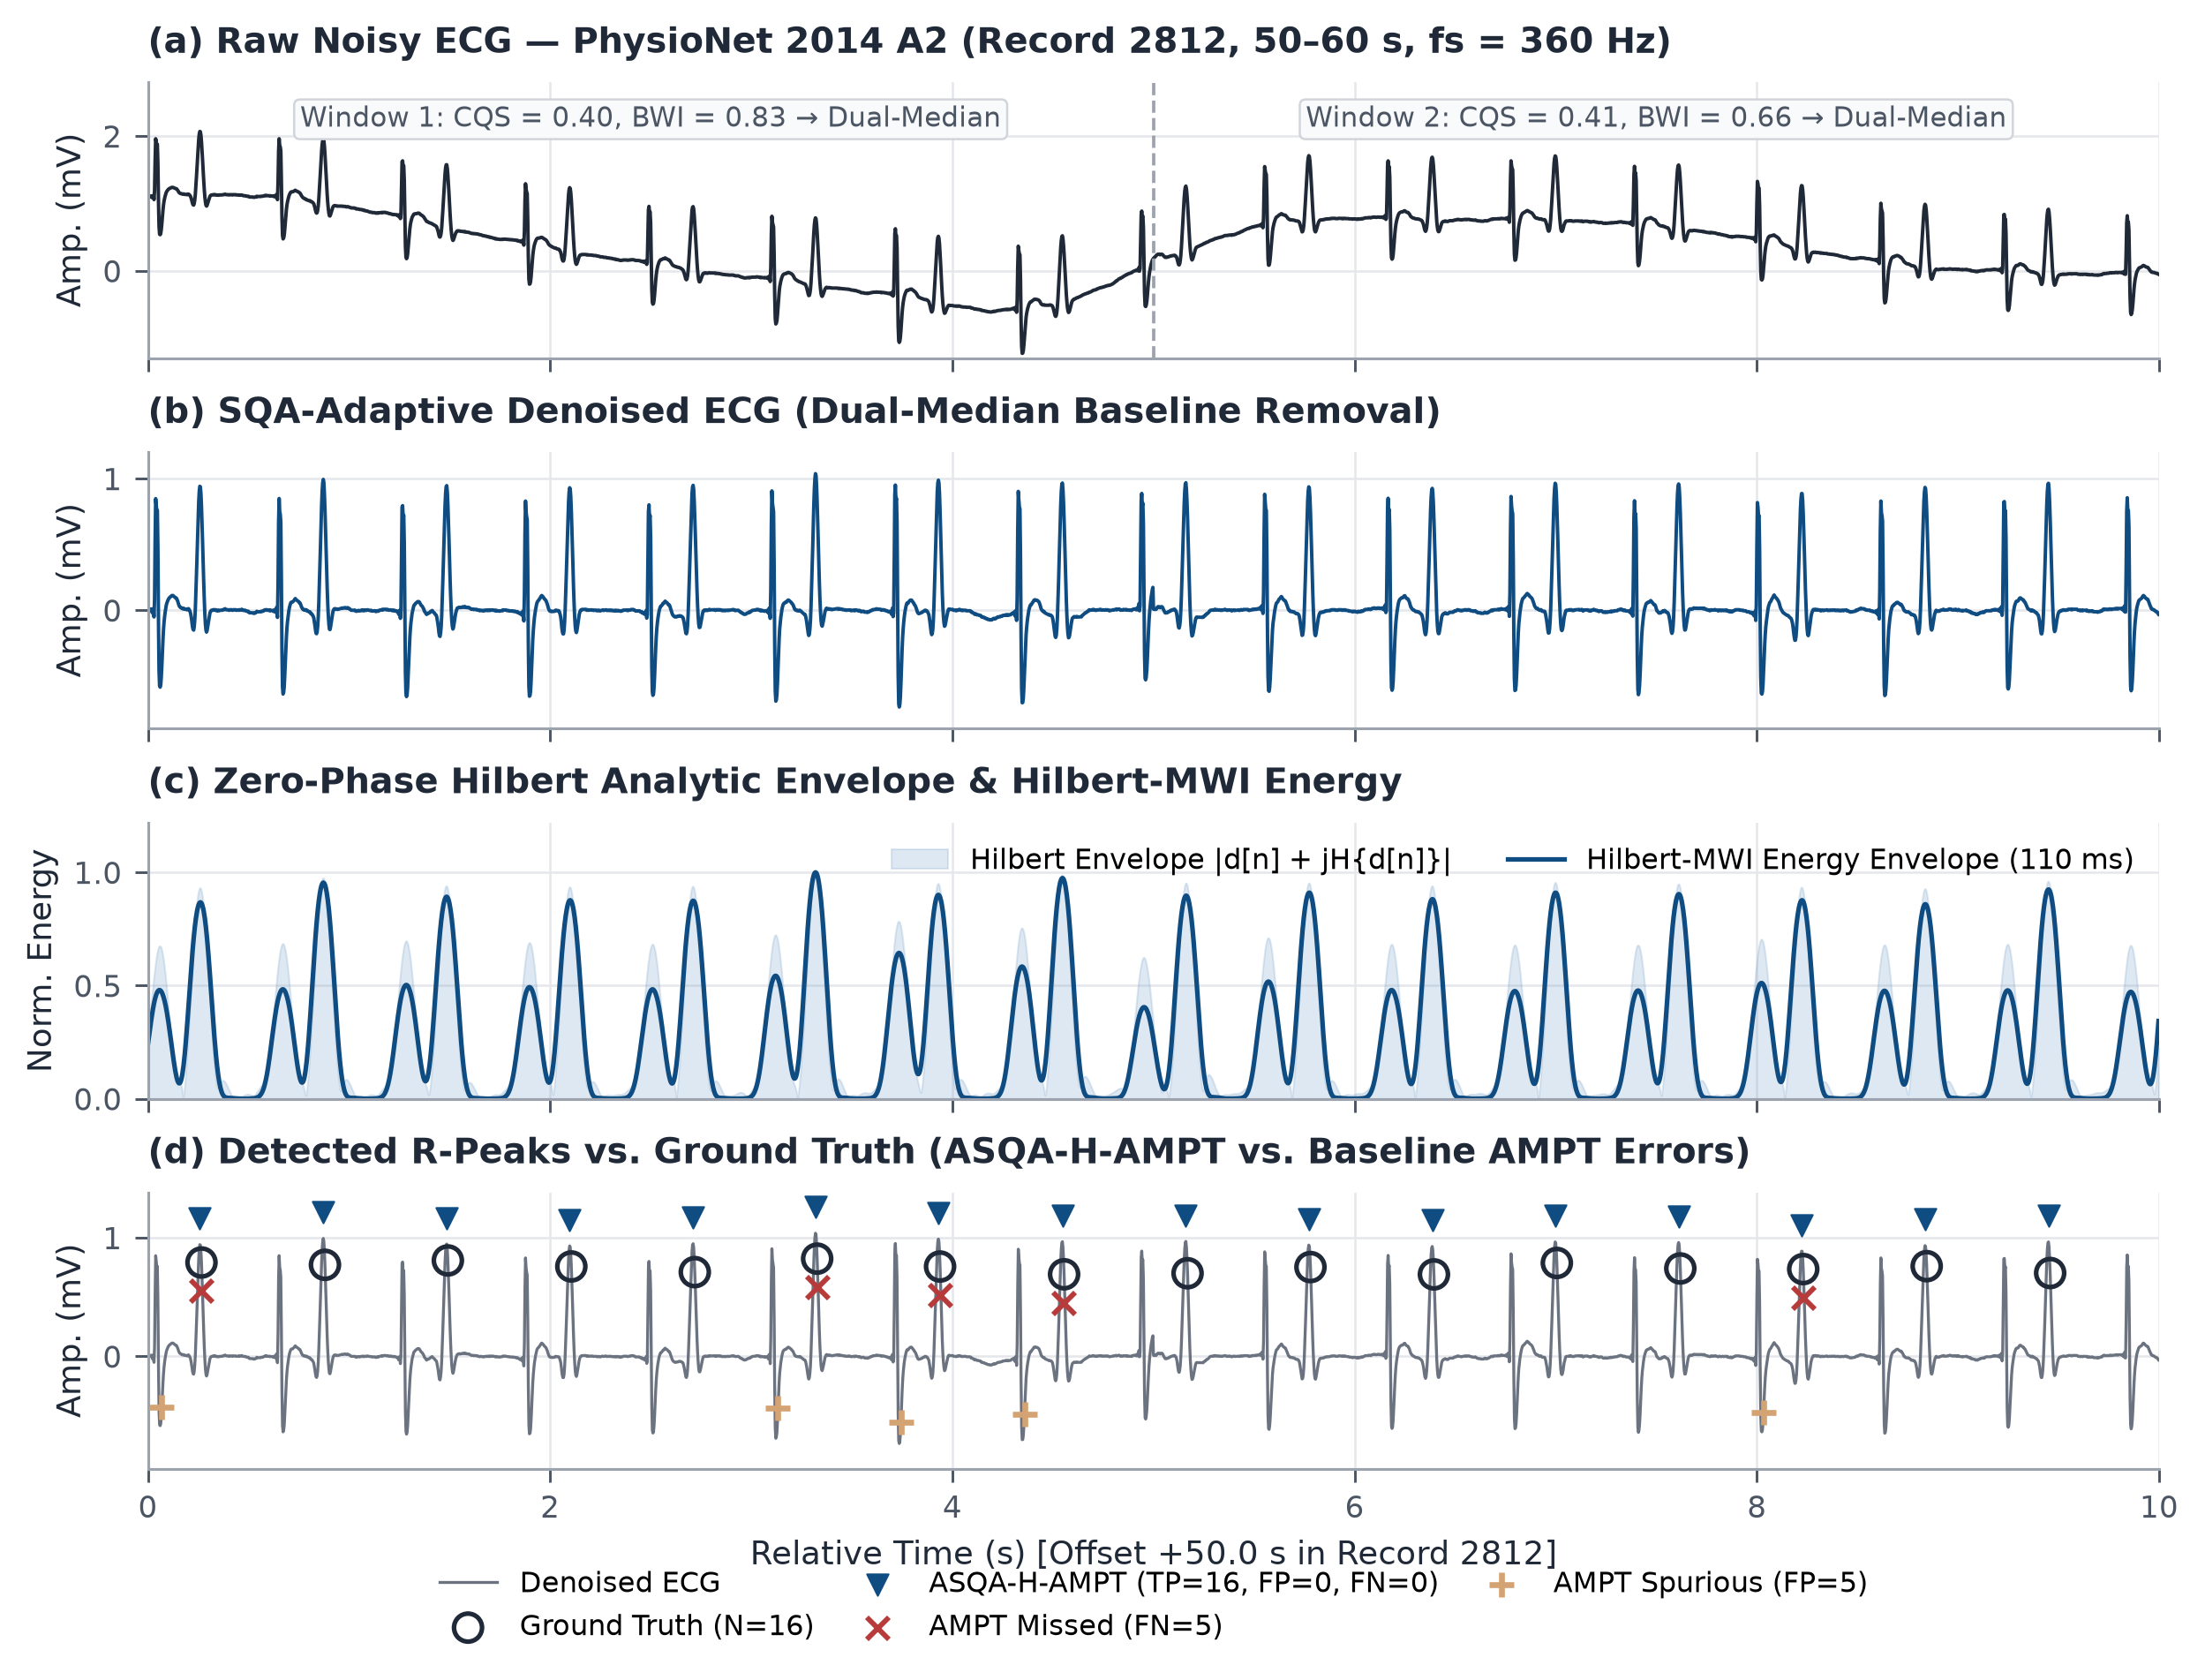 (a) Raw Noisy ECG — PhysioNet 2014 A2 (Record 2812, 50–60 s, fs = 360 Hz)
Window 1: CQS = 0.40, BWI = 0.83 → Dual-Median
Window 2: CQS = 0.41, BWI = 0.66 → Dual-Median
Amp. (mV)
2
0
(b) SQA-Adaptive Denoised ECG (Dual-Median Baseline Removal)
Amp. (mV)
1
0
(c) Zero-Phase Hilbert Analytic Envelope & Hilbert-MWI Energy
Hilbert Envelope |d[n] + jH{d[n]}|
Hilbert-MWI Energy Envelope (110 ms)
Norm. Energy
1.0
0.5
0.0
(d) Detected R-Peaks vs. Ground Truth (ASQA-H-AMPT vs. Baseline AMPT Errors)
Amp. (mV)
1
0
0 2 4 6 8 10
Relative Time (s) [Offset +50.0 s in Record 2812]
Denoised ECG
Ground Truth (N=16)
ASQA-H-AMPT (TP=16, FP=0, FN=0)
AMPT Missed (FN=5)
AMPT Spurious (FP=5)